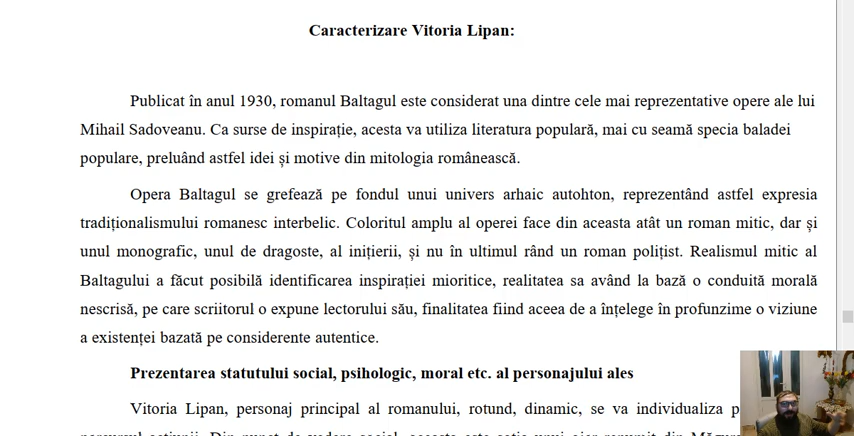 Caracterizare Vitoria Lipan:
Publicat în anul 1930, romanul Baltagul este considerat una dintre cele mai reprezentative opere ale lui
Mihail Sadoveanu. Ca surse de inspirație, acesta va utiliza literatura populară, mai cu seamă specia baladei
populare, preluând astfel idei și motive din mitologia românească.
Opera Baltagul se grefează pe fondul unui univers arhaic autohton, reprezentând astfel expresia
tradiționalismului romanesc interbelic. Coloritul amplu al operei face din aceasta atât un roman mitic, dar și
unul monografic, unul de dragoste, al inițierii, și nu în ultimul rând un roman polițist. Realismul mitic al
Baltagului a făcut posibilă identificarea inspirației mioritice, realitatea sa având la bază o conduită morală
nescrisă, pe care scriitorul o expune lectorului său, finalitatea fiind aceea de a înțelege în profunzime o viziune
a existenței bazată pe considerente autentice.
Prezentarea statutului social, psihologic, moral etc. al personajului ales
Vitoria Lipan, personaj principal al romanului, rotund, dinamic, se va individualiza